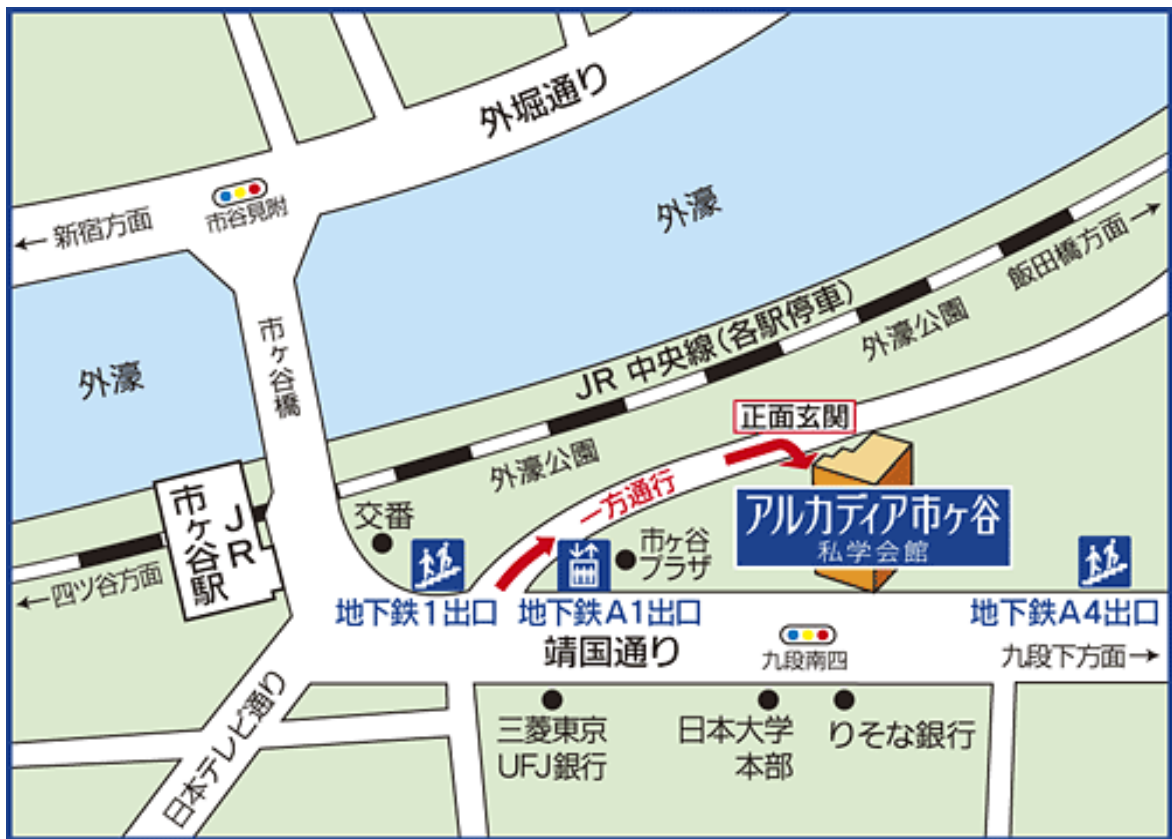 外堀通り
市谷見附
← 新宿方面
外濠
飯田橋方面 →
外濠
市ヶ谷橋
JR 中央線(各駅停車)
外濠公園
正面玄関
外濠公園
一方通行
JR
市ヶ谷駅
交番
市ヶ谷
プラザ
アルカディア市ヶ谷
私学会館
← 四ツ谷方面
地下鉄1出口
地下鉄A1出口
地下鉄A4出口
靖国通り
九段南四
九段下方面 →
日本テレビ通り
三菱東京
UFJ銀行
日本大学
本部
りそな銀行